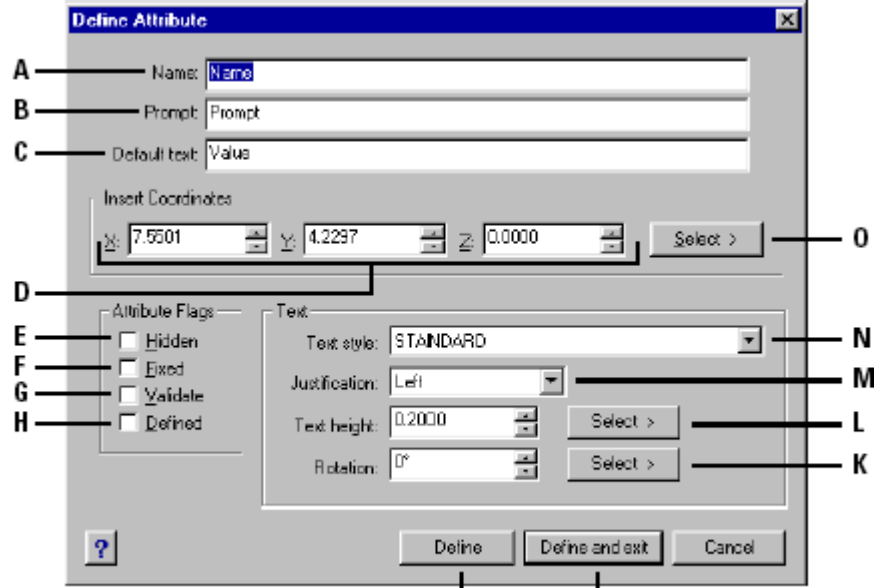 Define Attribute
A Name: Name
B Prompt: Prompt
C Default text: Value
Insert Coordinates
X: 7.5501 Y: 4.2297 Z: 0.0000 Select > O
D
Attribute Flags
E Hidden
F Fixed
G Validate
H Defined
Text
Text style: STANDARD N
Justification: Left M
Text height: 0.2000 Select > L
Rotation: 0° Select > K
? Define Define and exit Cancel